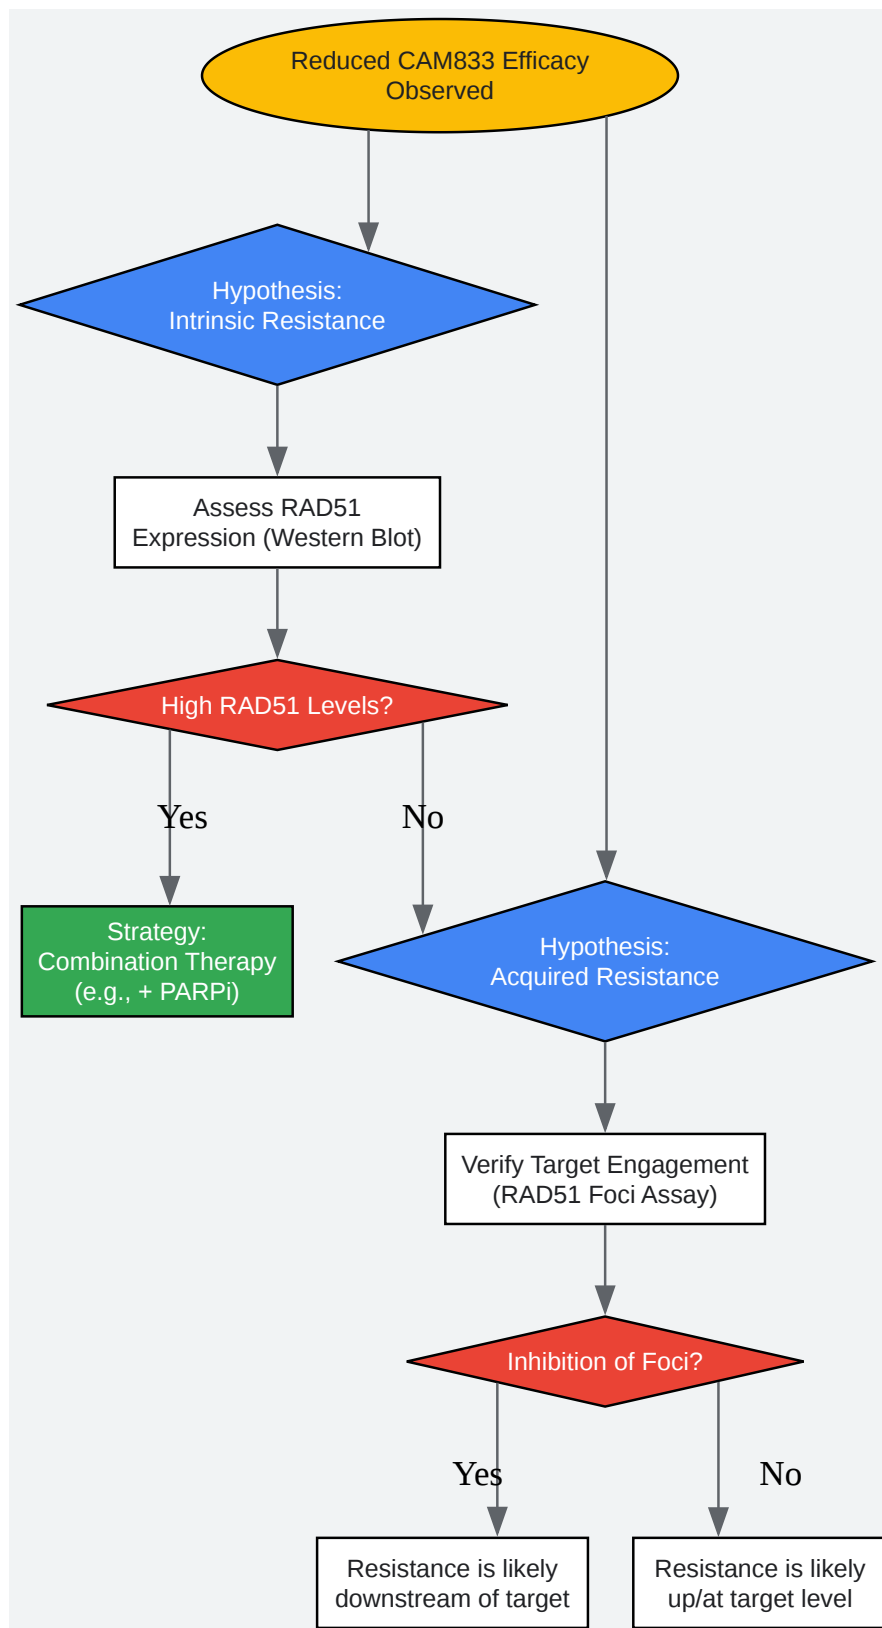 Reduced CAM833 Efficacy
Observed
Hypothesis:
Intrinsic Resistance
Assess RAD51
Expression (Western Blot)
High RAD51 Levels?
Yes
No
Strategy:
Combination Therapy
(e.g., + PARPi)
Hypothesis:
Acquired Resistance
Verify Target Engagement
(RAD51 Foci Assay)
Inhibition of Foci?
Yes
No
Resistance is likely
downstream of target
Resistance is likely
up/at target level